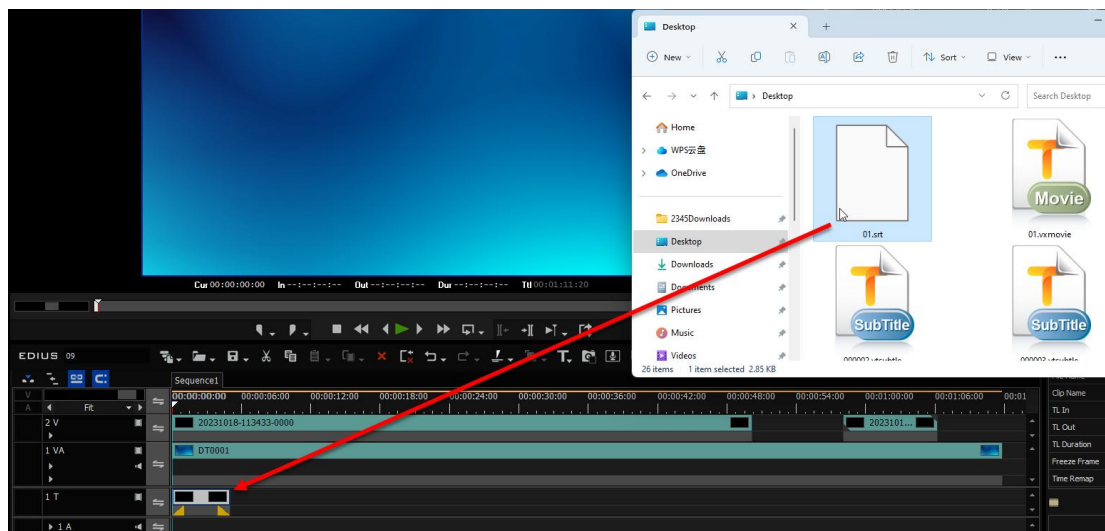 Desktop
New
Sort
View
Desktop
Search Desktop
Home
WPS云盘
OneDrive
2345Downloads
Desktop
Downloads
Documents
Pictures
Music
Videos
26 items 1 item selected 2.85 KB
01.srt
Movie
01.vxmovie
SubTitle
SubTitle
Cur 00:00:00:00 In --:--:--:-- Out --:--:--:-- Dur --:--:--:-- Ttl 00:01:11:20
EDIUS 09
Sequence1
V
A
Fit
00:00:00:00 00:00:06:00 00:00:12:00 00:00:18:00 00:00:24:00 00:00:30:00 00:00:36:00 00:00:42:00 00:00:48:00 00:00:54:00 00:01:00:00 00:01:06:00 00:01
2 V
20231018-113433-0000
2023101...
1 VA
DT0001
1 T
1 A
Clip Name
TL In
TL Out
TL Duration
Freeze Frame
Time Remap